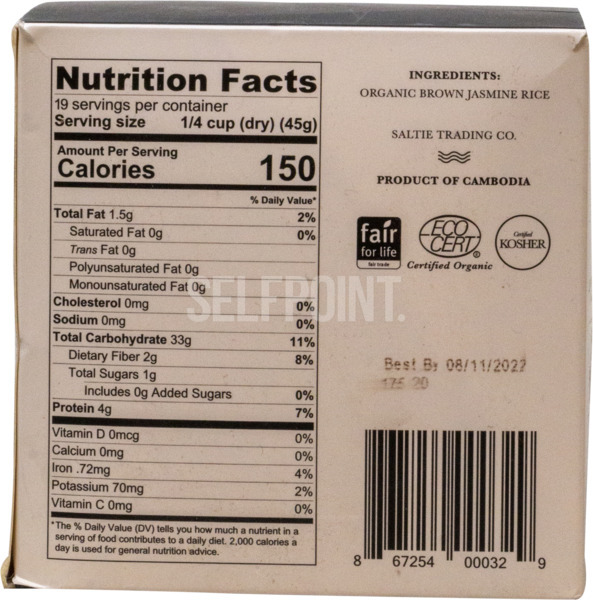 Nutrition Facts
19 servings per container
Serving size 1/4 cup (dry) (45g)
Amount Per Serving
Calories 150
% Daily Value*
Total Fat 1.5g 2%
Saturated Fat 0g 0%
Trans Fat 0g
Polyunsaturated Fat 0g
Monounsaturated Fat 0g
Cholesterol 0mg 0%
Sodium 0mg 0%
Total Carbohydrate 33g 11%
Dietary Fiber 2g 8%
Total Sugars 1g
Includes 0g Added Sugars 0%
Protein 4g 7%
Vitamin D 0mcg 0%
Calcium 0mg 0%
Iron .72mg 4%
Potassium 70mg 2%
Vitamin C 0mg 0%
*The % Daily Value (DV) tells you how much a nutrient in a
serving of food contributes to a daily diet. 2,000 calories a
day is used for general nutrition advice.
INGREDIENTS:
ORGANIC BROWN JASMINE RICE
SALTIE TRADING CO.
PRODUCT OF CAMBODIA
fair
for life
fair trade
ECO
CERT®
Certified Organic
Certified
KOSHER
SELFPOINT.
Best By 08/11/2022
8 67254 00032 9